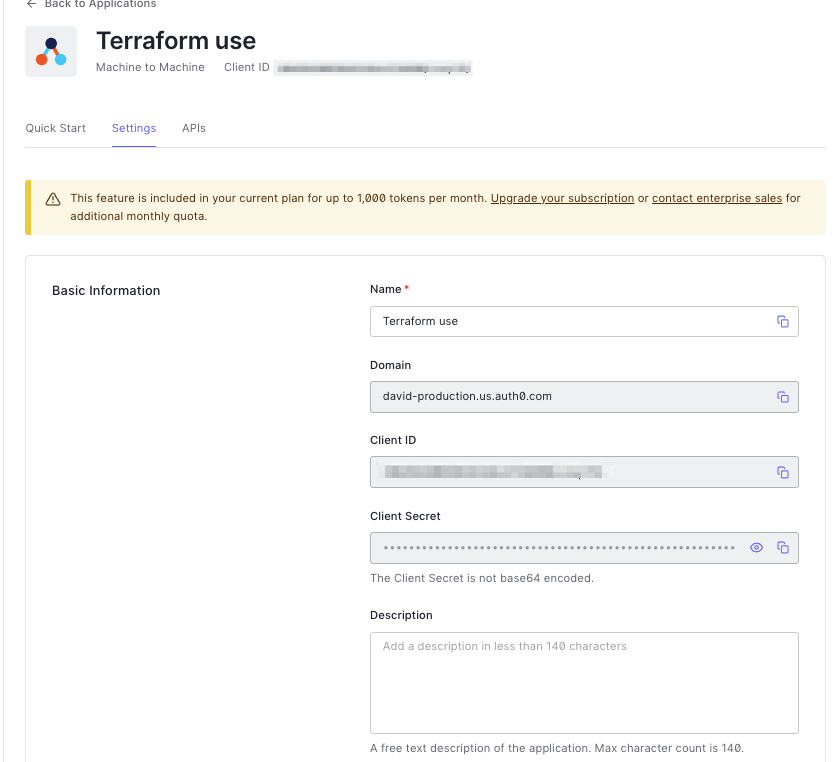 ← Back to Applications
Terraform use
Machine to Machine Client ID
Quick Start Settings APIs
This feature is included in your current plan for up to 1,000 tokens per month. Upgrade your subscription or contact enterprise sales for
additional monthly quota.
Basic Information
Name*
Terraform use
Domain
david-production.us.auth0.com
Client ID
Client Secret
••••••••••••••••••••••••••••••••••••••••••••••••••••••••
The Client Secret is not base64 encoded.
Description
Add a description in less than 140 characters
A free text description of the application. Max character count is 140.